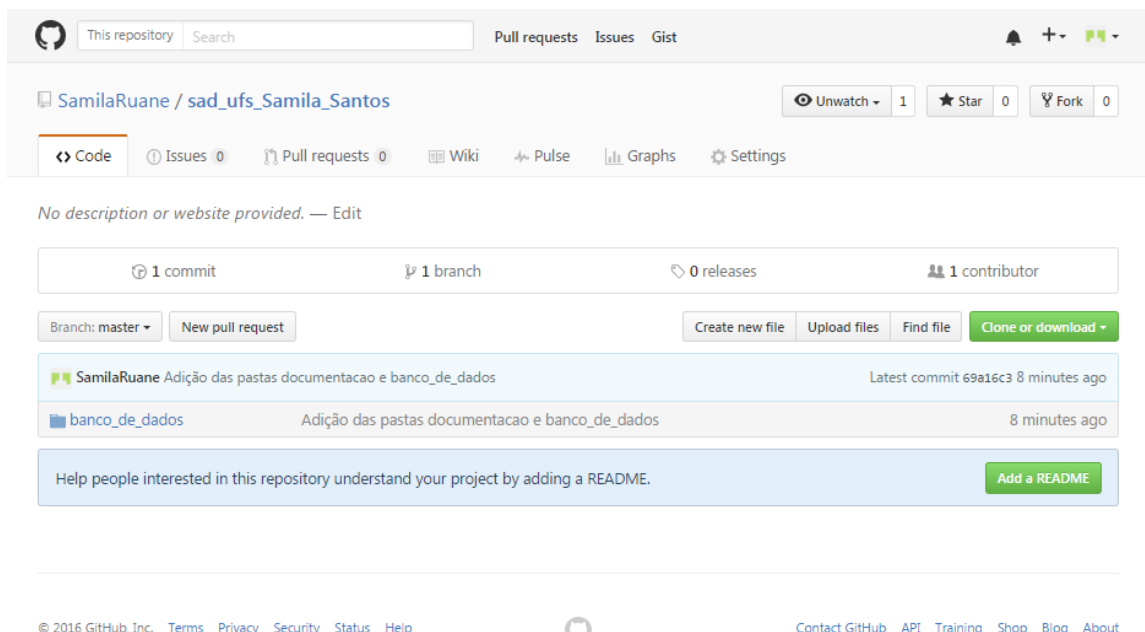 This repository Search Pull requests Issues Gist
SamilaRuane / sad_ufs_Samila_Santos Unwatch 1 Star 0 Fork 0
Code Issues 0 Pull requests 0 Wiki Pulse Graphs Settings
No description or website provided. — Edit
1 commit 1 branch 0 releases 1 contributor
Branch: master New pull request Create new file Upload files Find file Clone or download
SamilaRuane Adição das pastas documentacao e banco_de_dados Latest commit 69a16c3 8 minutes ago
banco_de_dados Adição das pastas documentacao e banco_de_dados 8 minutes ago
Help people interested in this repository understand your project by adding a README. Add a README
© 2016 GitHub, Inc. Terms Privacy Security Status Help Contact GitHub API Training Shop Blog About